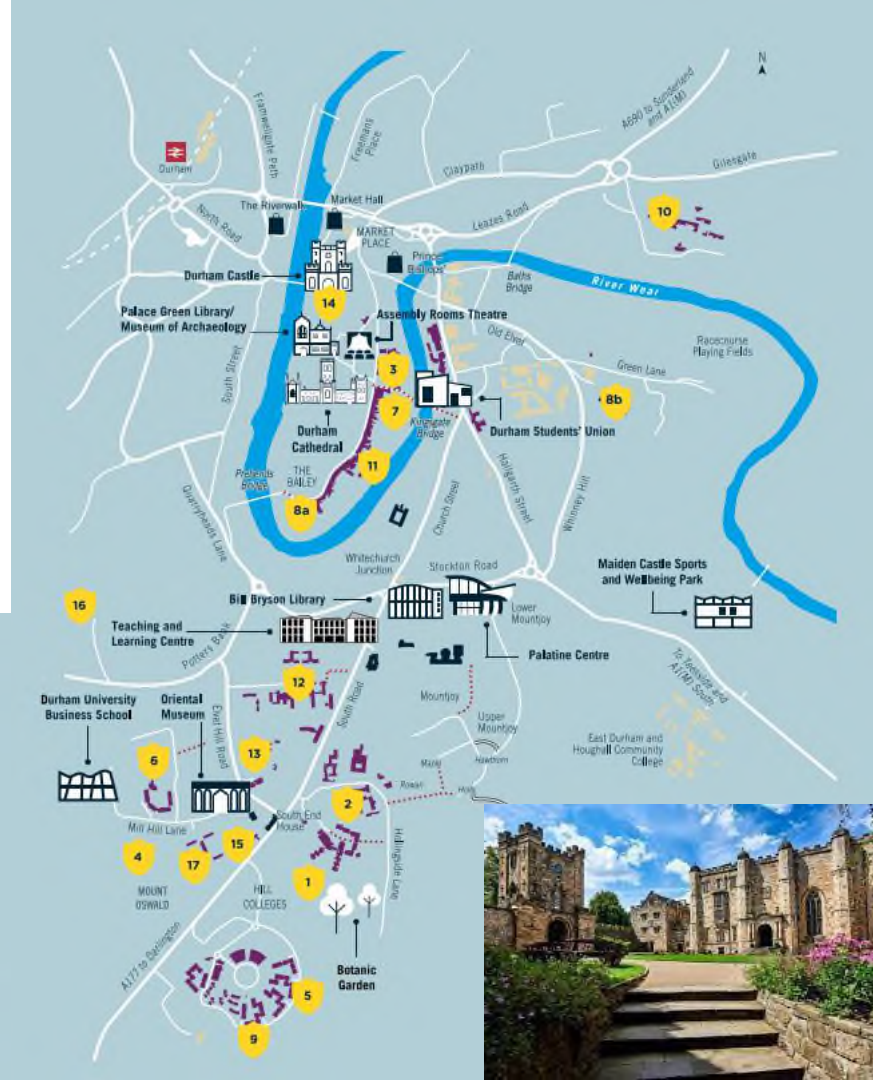 N
A690 to Sunderland
and A1(M)
Framwellgate Path
Freemans
Place
Durham
Claypath
Gilesgate
The Riverwalk
Market Hall
North Road
Leazes Road
10
MARKET
PLACE
Prince
Bishops
Durham Castle
Baths
Bridge
River Wear
14
Palace Green Library/
Museum of Archaeology
Assembly Rooms Theatre
Old Elvet
Racecourse
Playing Fields
South Street
3
Green Lane
8b
7
Kingsgate
Bridge
Durham Students' Union
Durham
Cathedral
11
Prebends
Bridge
THE
BAILEY
8a
Hallgarth Street
Church Street
Whinney Hill
Quarryheads Lane
Whitechurch
Junction
Stockton Road
Maiden Castle Sports
and Wellbeing Park
16
Bill Bryson Library
Lower
Mountjoy
Teaching and
Learning Centre
Potters Bank
Palatine Centre
To Teesside and
A1(M) South
12
South Road
Mountjoy
Durham University
Business School
Oriental
Museum
Elvet Hill Road
Upper
Mountjoy
East Durham and
Houghall Community
College
13
6
Hawthorn
Maple
Rowan
Holly
2
South End
House
Mill Hill Lane
15
4
17
Hollingside Lane
MOUNT
OSWALD
HILL
COLLEGES
1
A177 to Darlington
Botanic
Garden
5
9